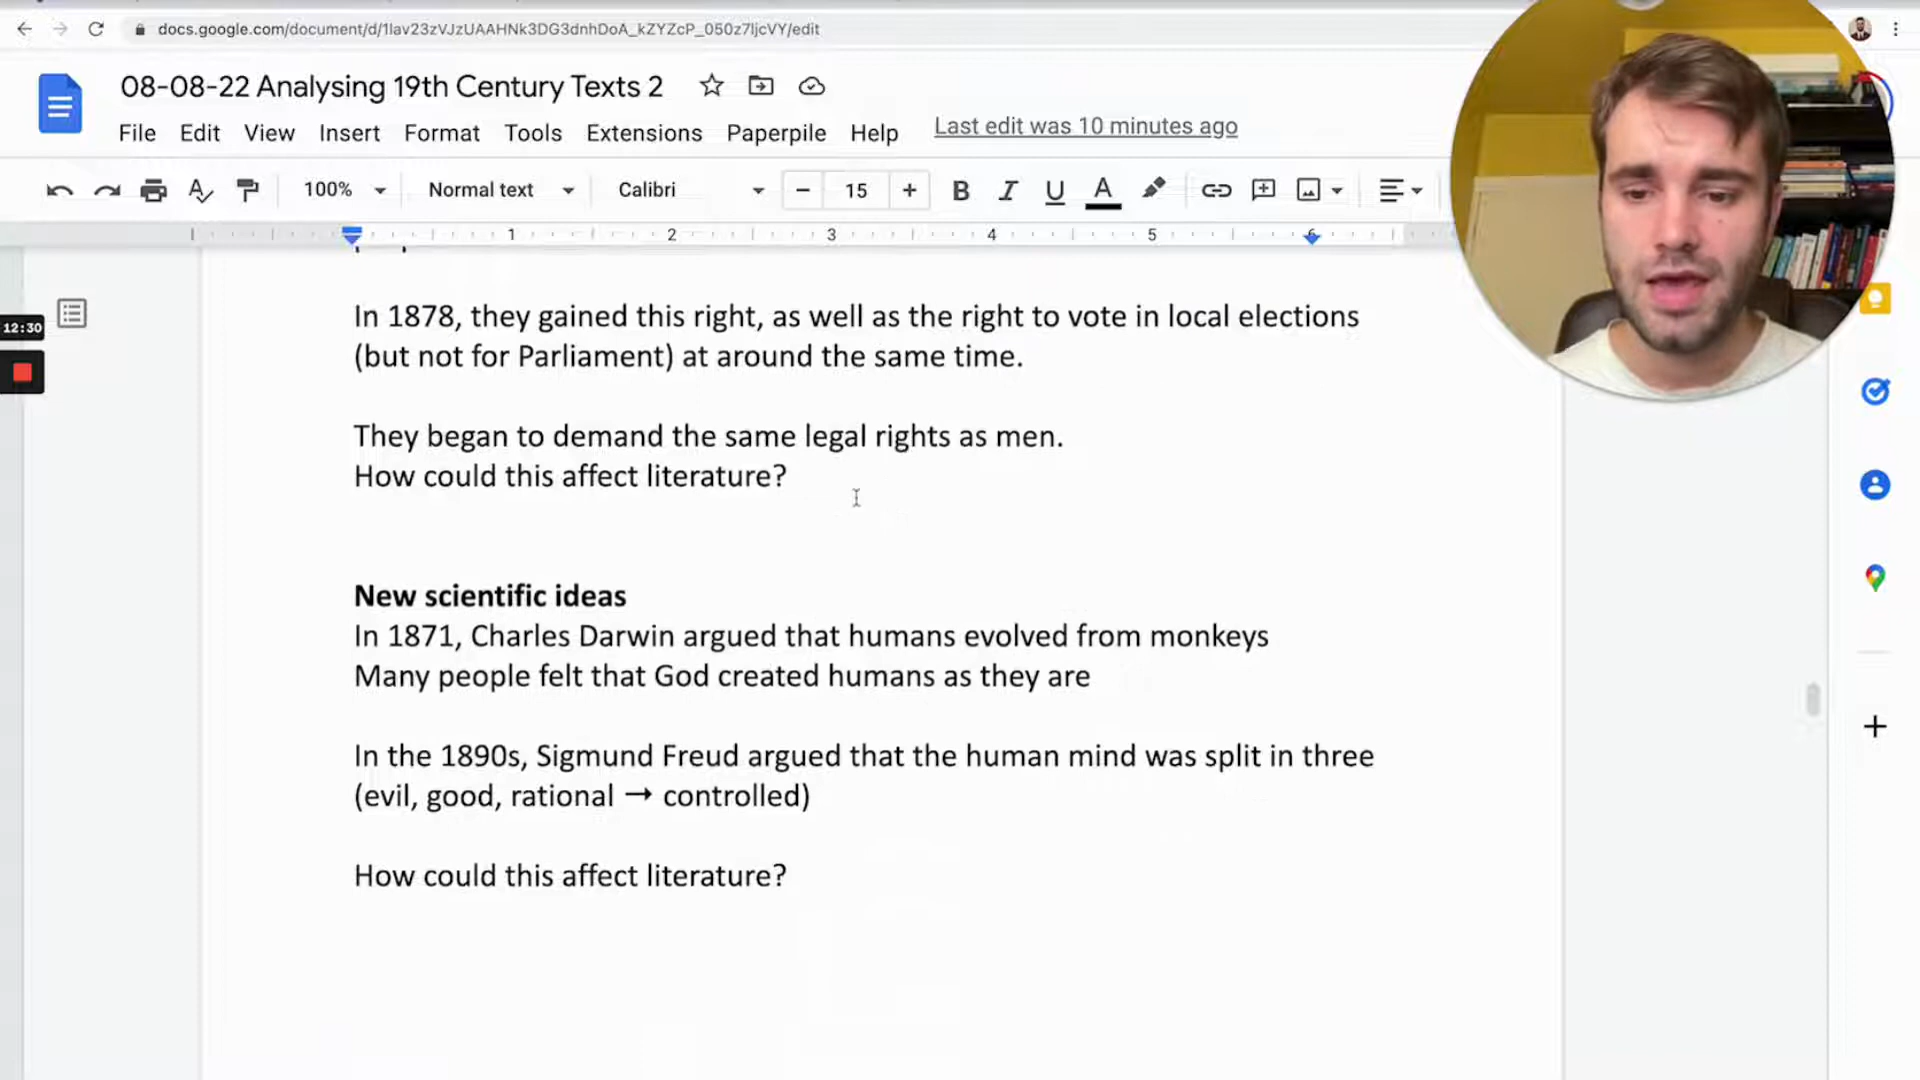 docs.google.com/document/d/1lav23zVJzUAAHNk3DG3dnhDoA_kZYZcP_050z7ljcVY/edit
08-08-22 Analysing 19th Century Texts 2
File Edit View Insert Format Tools Extensions Paperpile Help Last edit was 10 minutes ago
100% Normal text Calibri 15 B I U A
1 2 3 4 5 6
12:30
In 1878, they gained this right, as well as the right to vote in local elections
(but not for Parliament) at around the same time.
They began to demand the same legal rights as men.
How could this affect literature?
New scientific ideas
In 1871, Charles Darwin argued that humans evolved from monkeys
Many people felt that God created humans as they are
In the 1890s, Sigmund Freud argued that the human mind was split in three
(evil, good, rational → controlled)
How could this affect literature?